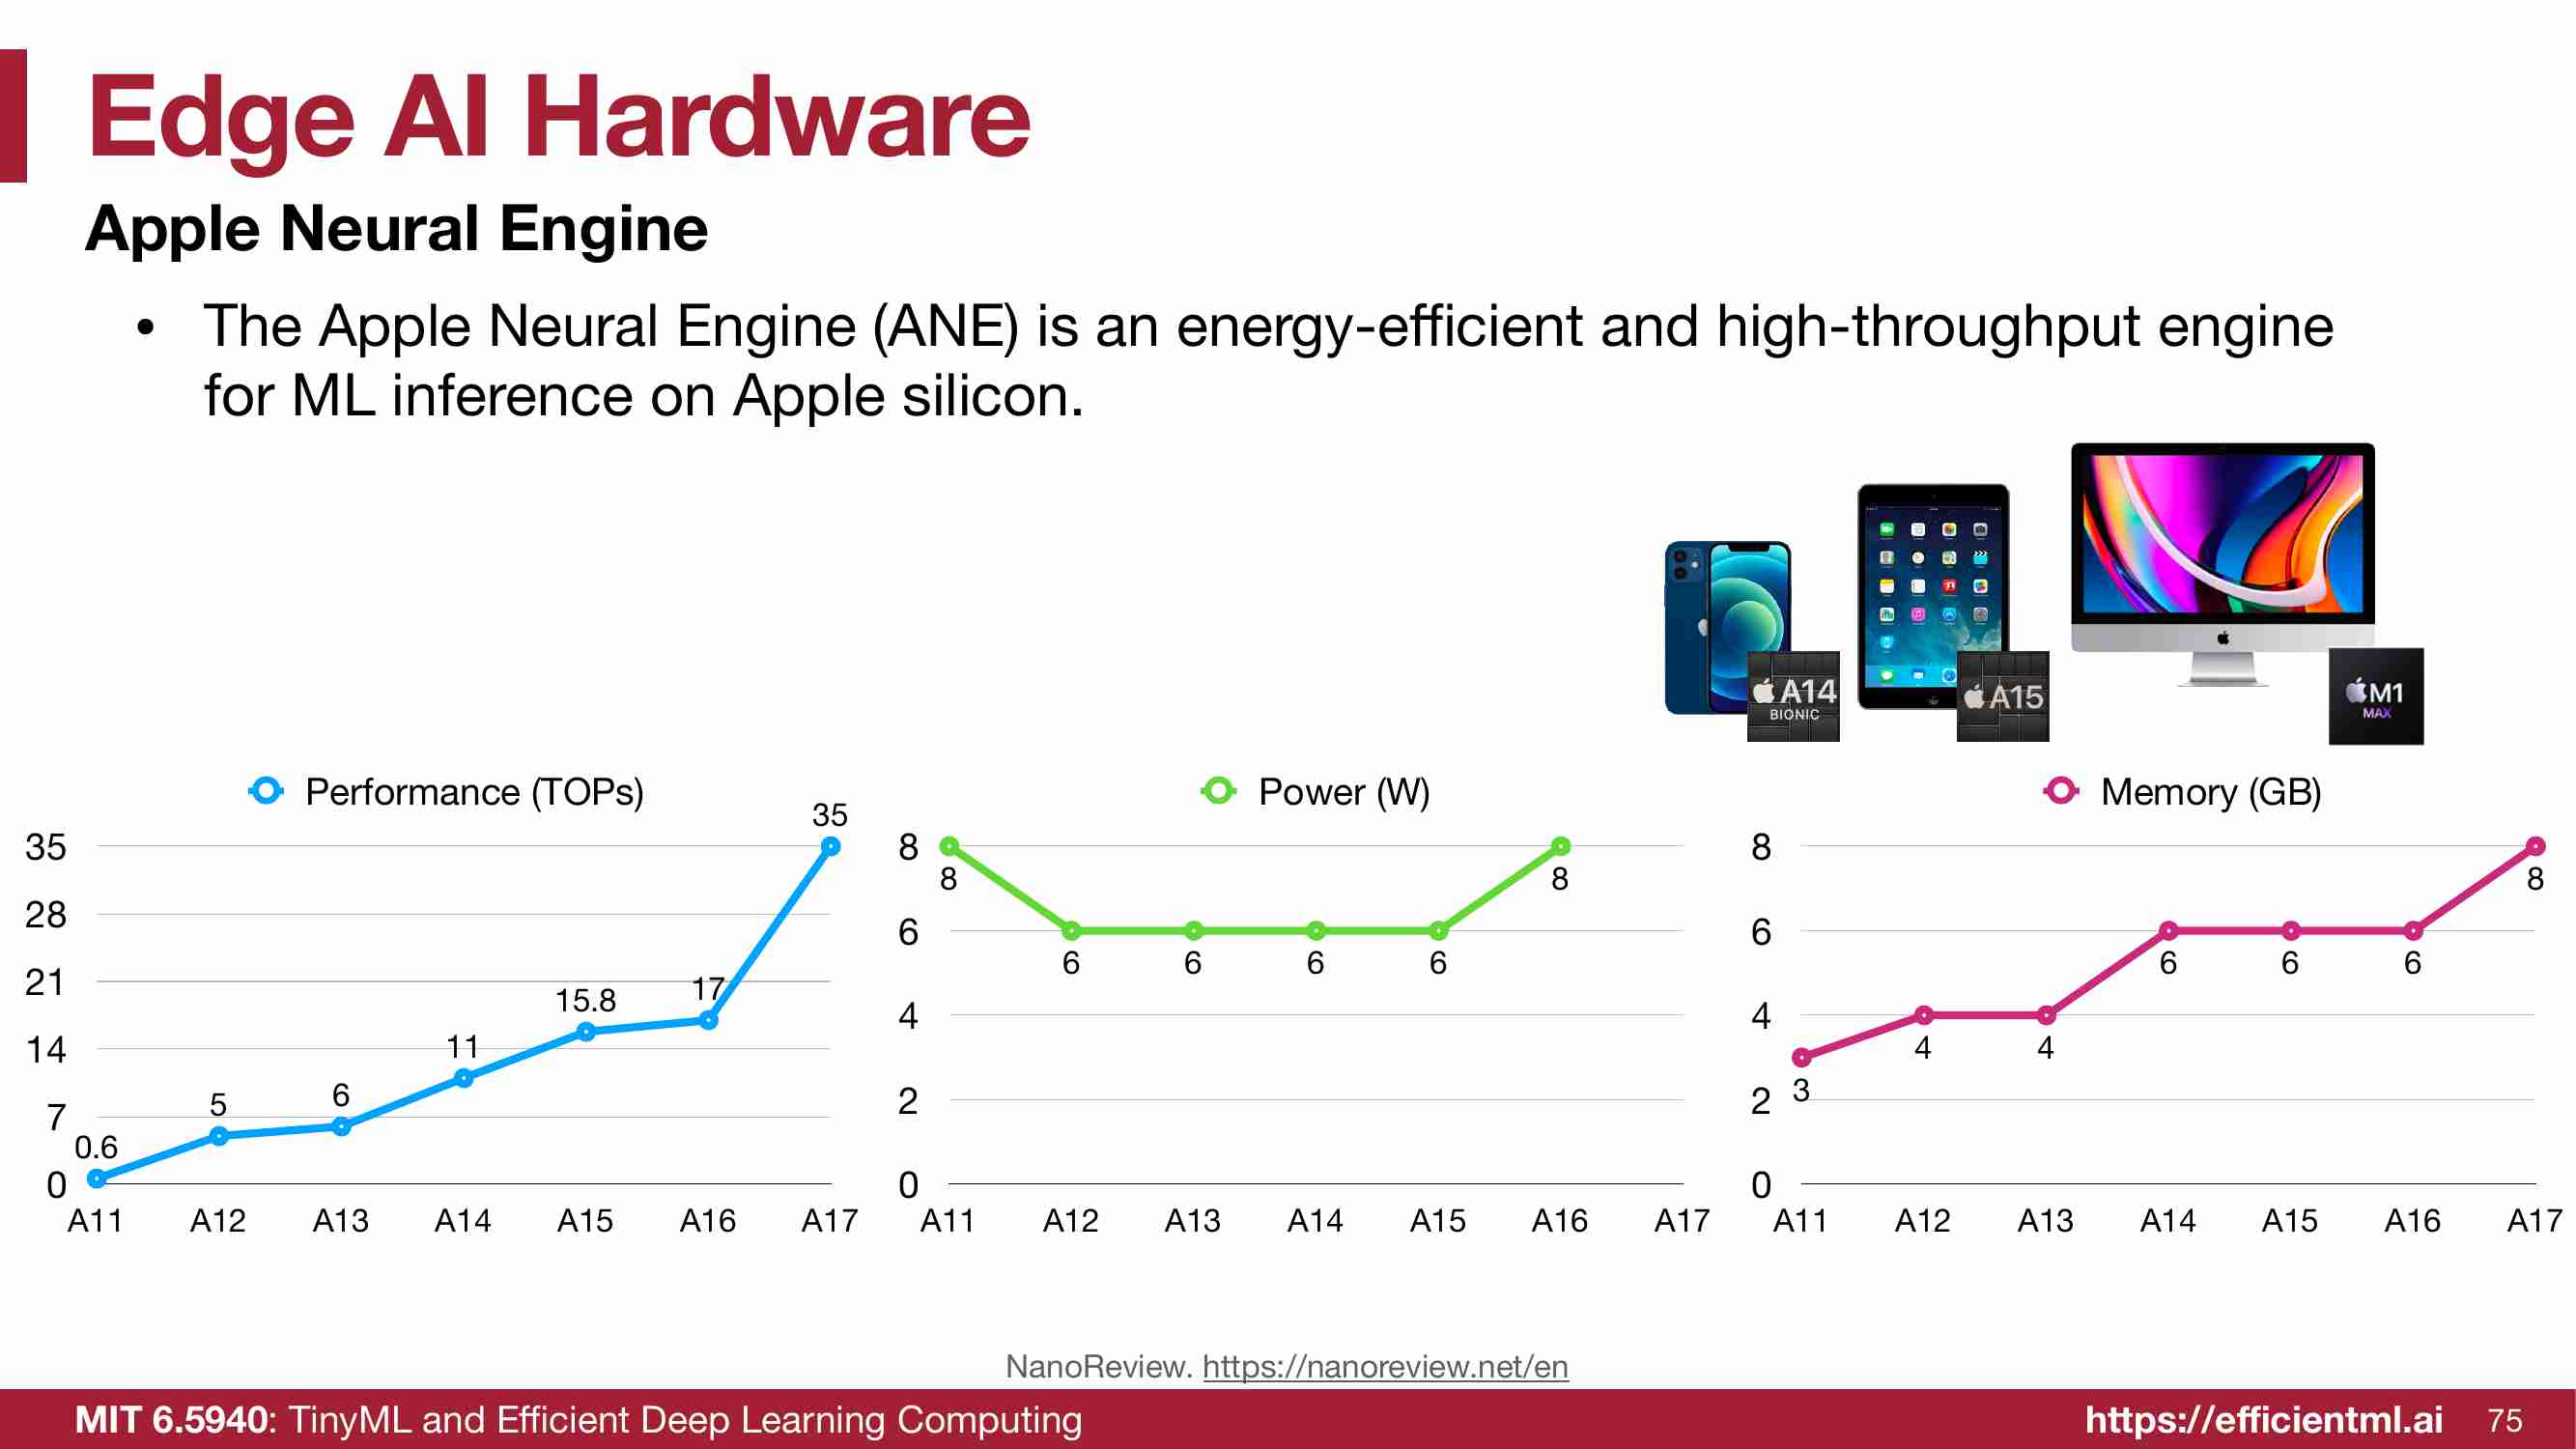 Edge AI Hardware
Apple Neural Engine
• The Apple Neural Engine (ANE) is an energy-efficient and high-throughput engine
for ML inference on Apple silicon.
A14
BIONIC
A15
M1
MAX
Performance (TOPs)
35
28
21
14
7
0
0.6
5
6
11
15.8
17
35
A11 A12 A13 A14 A15 A16 A17
Power (W)
8
6
4
2
0
8
6
6
6
6
8
A11 A12 A13 A14 A15 A16 A17
Memory (GB)
8
6
4
2
0
3
4
4
6
6
6
8
A11 A12 A13 A14 A15 A16 A17
NanoReview. https://nanoreview.net/en
MIT 6.5940: TinyML and Efficient Deep Learning Computing
https://efficientml.ai 75